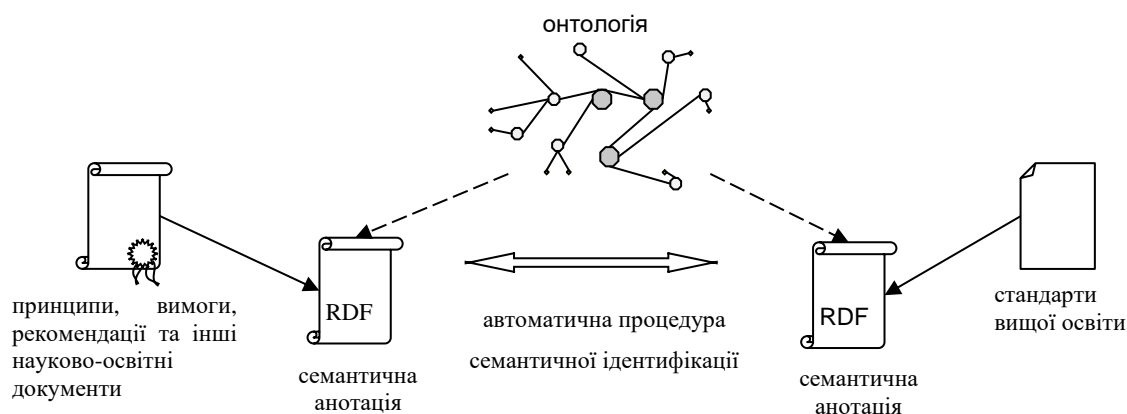 онтологія
принципи, вимоги,
рекомендації та інші
науково-освітні
документи
RDF
семантична
анотація
автоматична процедура
семантичної ідентифікації
RDF
семантична
анотація
стандарти
вищої освіти